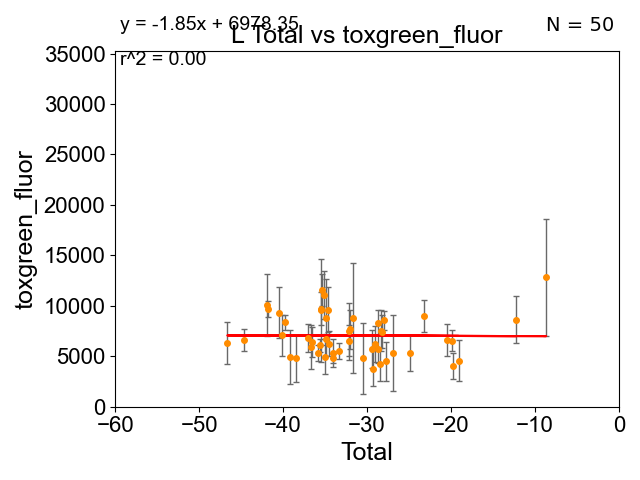 y = -1.85x + 6978.35
N = 50
L Total vs toxgreen_fluor
r^2 = 0.00
35000
30000
25000
20000
15000
10000
5000
0
toxgreen_fluor
−60
−50
−40
−30
−20
−10
0
Total